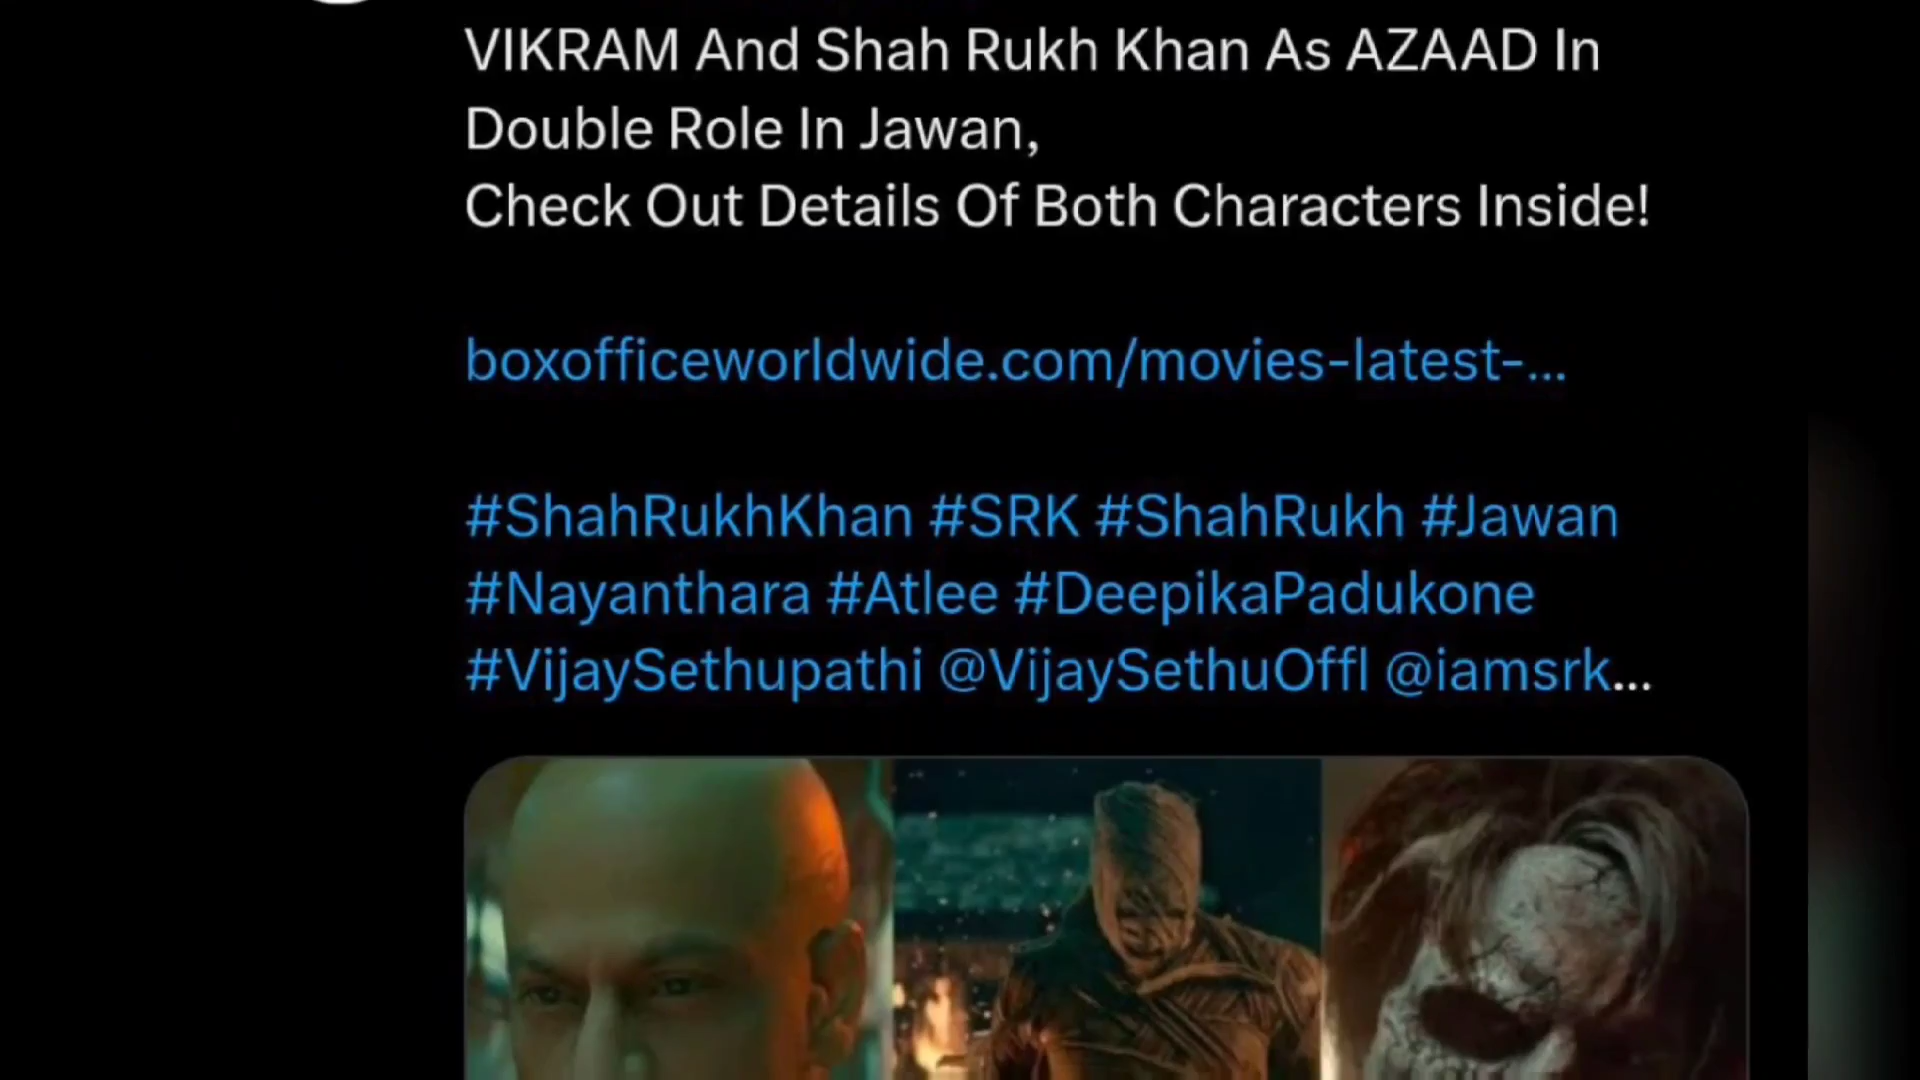 VIKRAM And Shah Rukh Khan As AZAAD In
Double Role In Jawan,
Check Out Details Of Both Characters Inside!
boxofficeworldwide.com/movies-latest-...
#ShahRukhKhan #SRK #ShahRukh #Jawan
#Nayanthara #Atlee #DeepikaPadukone
#VijaySethupathi @VijaySethuOffl @iamsrk...